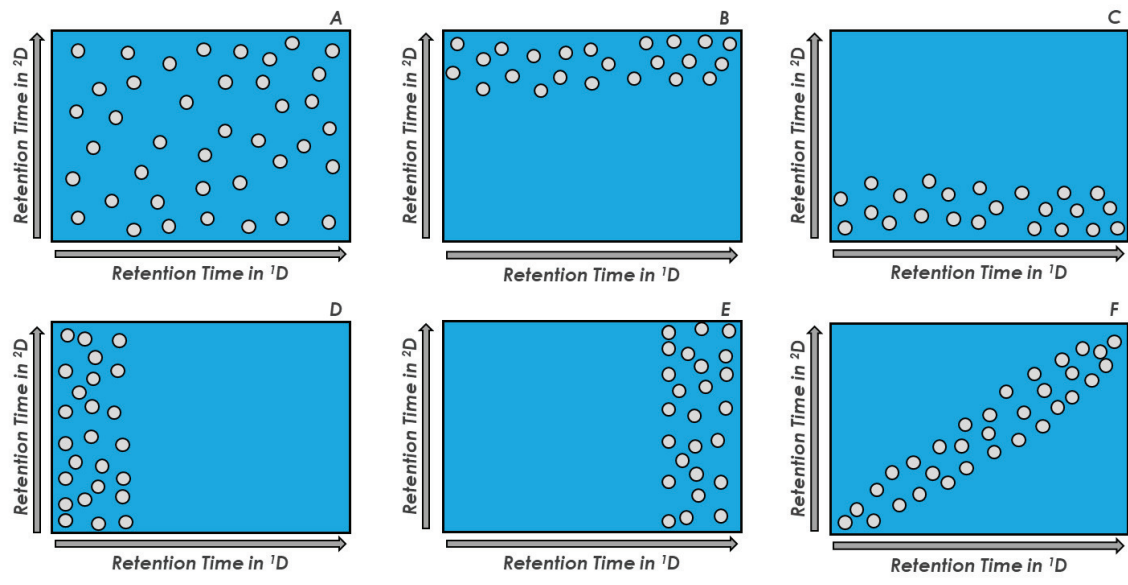 A
Retention Time in ²D
Retention Time in ¹D
B
Retention Time in ²D
Retention Time in ¹D
C
Retention Time in ²D
Retention Time in ¹D
D
Retention Time in ²D
Retention Time in ¹D
E
Retention Time in ²D
Retention Time in ¹D
F
Retention Time in ²D
Retention Time in ¹D